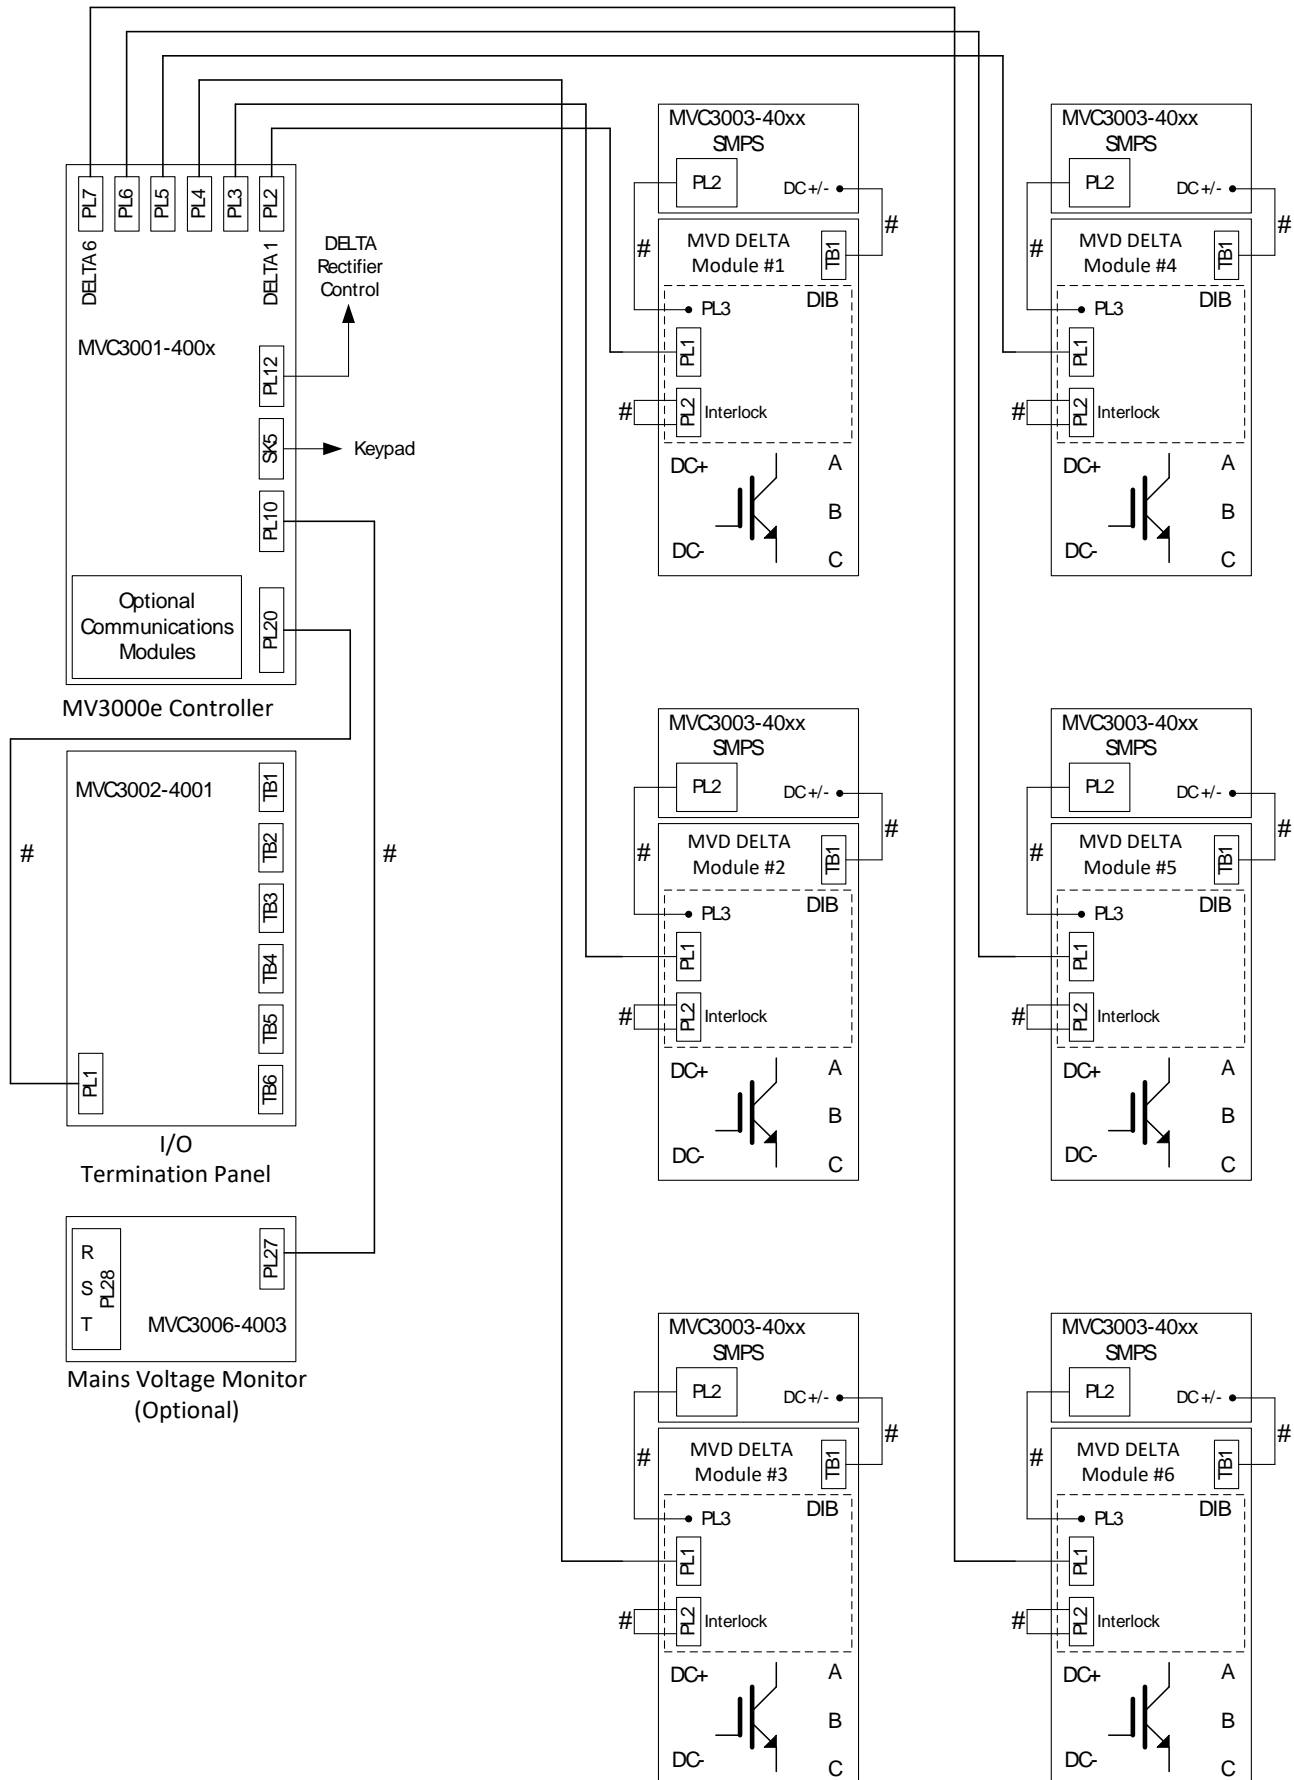 PL7
PL6
PL5
PL4
PL3
PL2
DELTA 6
DELTA 1
MVC3001-400x
DELTA
Rectifier
Control
PL12
SK5
Keypad
PL10
Optional
Communications
Modules
PL20
MV3000e Controller
MVC3002-4001
TB1
TB2
TB3
TB4
TB5
TB6
PL1
#
#
I/O
Termination Panel
R
S
T
PL28
PL27
MVC3006-4003
Mains Voltage Monitor
(Optional)
MVC3003-40xx
SMPS
PL2
DC +/-
#
#
MVD DELTA
Module #1
TB1
DIB
PL3
PL1
#
PL2
Interlock
DC+
DC-
A
B
C
MVC3003-40xx
SMPS
PL2
DC +/-
#
#
MVD DELTA
Module #4
TB1
DIB
PL3
PL1
#
PL2
Interlock
DC+
DC-
A
B
C
MVC3003-40xx
SMPS
PL2
DC +/-
#
#
MVD DELTA
Module #2
TB1
DIB
PL3
PL1
#
PL2
Interlock
DC+
DC-
A
B
C
MVC3003-40xx
SMPS
PL2
DC +/-
#
#
MVD DELTA
Module #5
TB1
DIB
PL3
PL1
#
PL2
Interlock
DC+
DC-
A
B
C
MVC3003-40xx
SMPS
PL2
DC +/-
#
#
MVD DELTA
Module #3
TB1
DIB
PL3
PL1
#
PL2
Interlock
DC+
DC-
A
B
C
MVC3003-40xx
SMPS
PL2
DC +/-
#
#
MVD DELTA
Module #6
TB1
DIB
PL3
PL1
#
PL2
Interlock
DC+
DC-
A
B
C